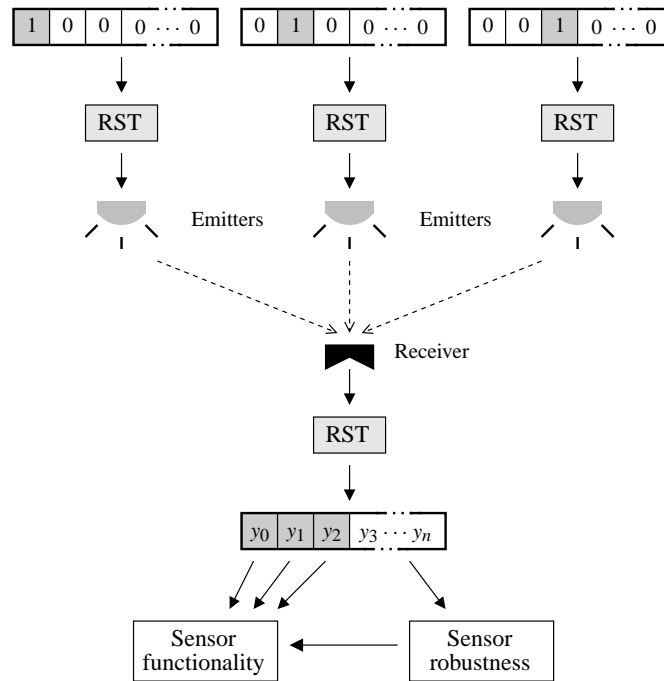 1 0 0 0 ··· 0 0 1 0 0 ··· 0 0 0 1 0 ··· 0
RST RST RST
Emitters Emitters
Receiver
RST
y0 y1 y2 y3 ··· yn
Sensor Sensor
functionality robustness